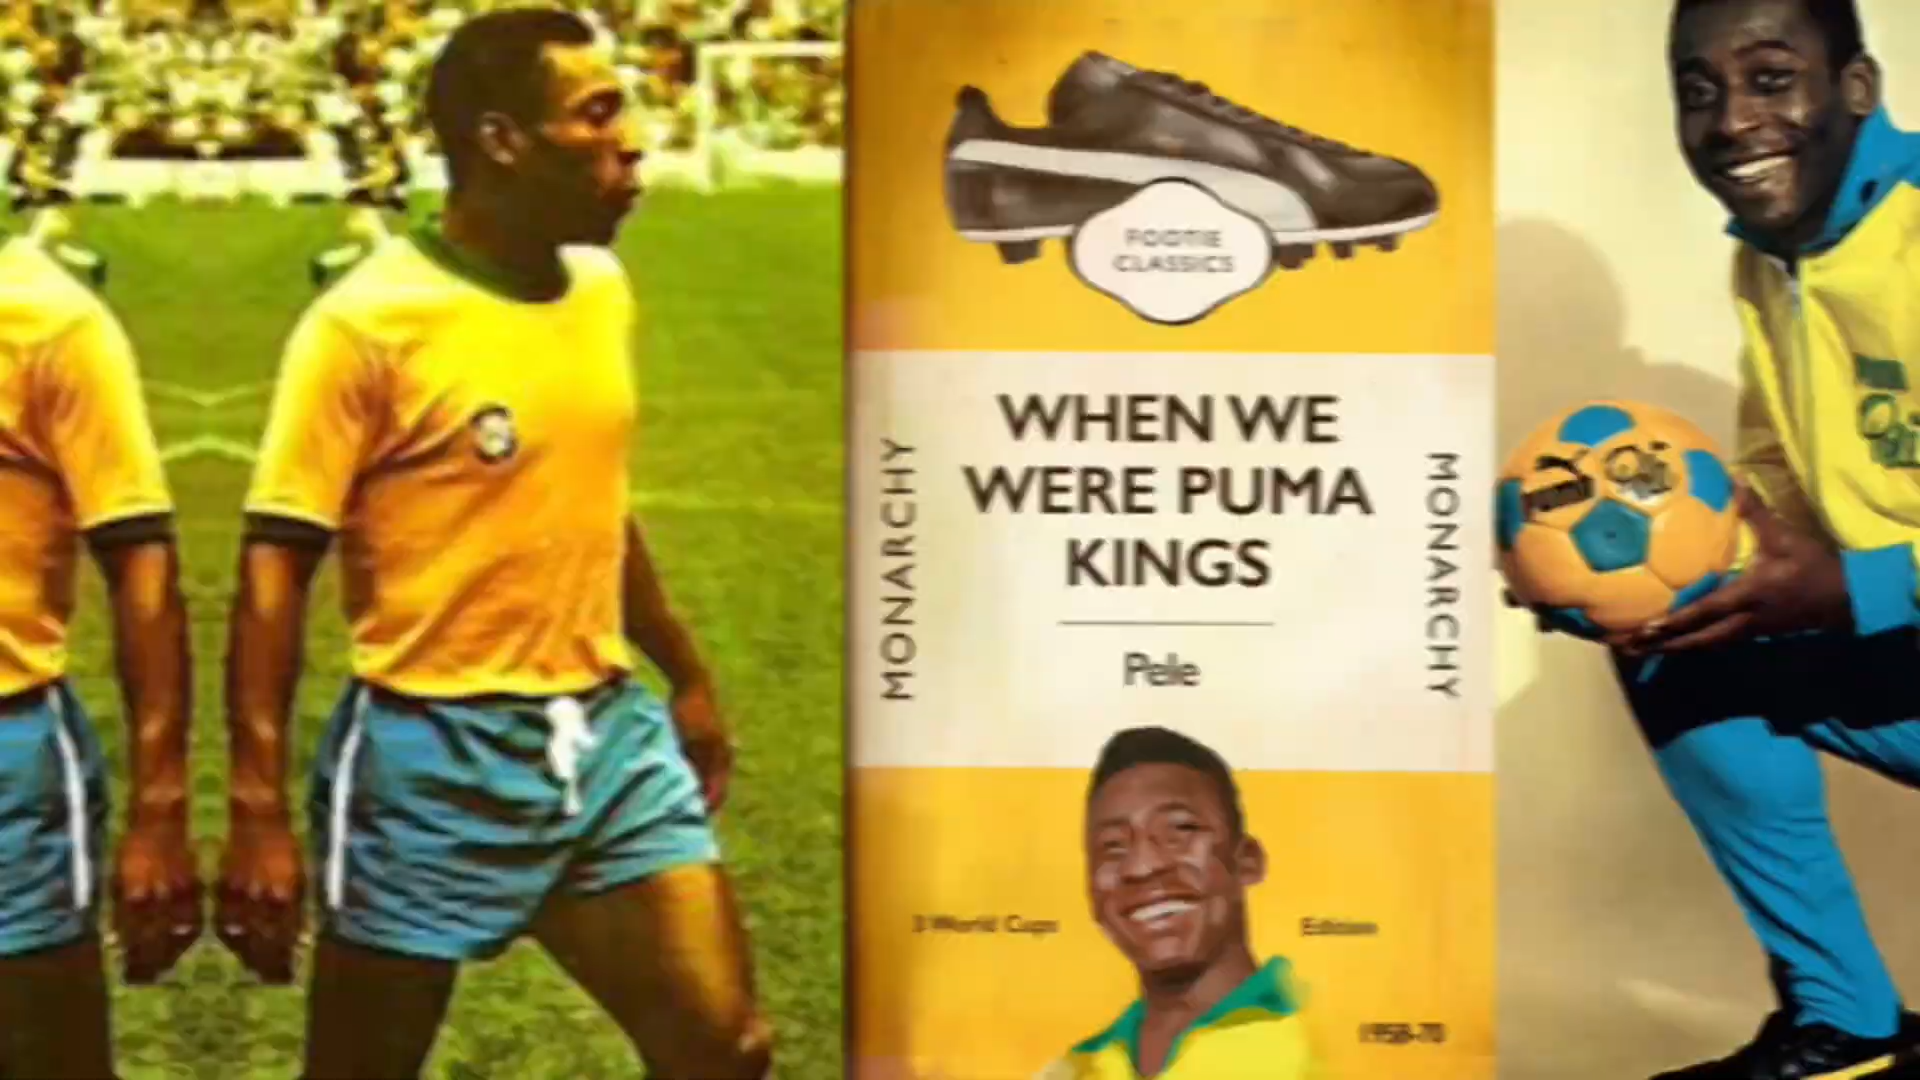 FOOTIE
CLASSICS
WHEN WE
WERE PUMA
KINGS
Pele
MONARCHY
MONARCHY
3 World Cups
Edition
1958-70